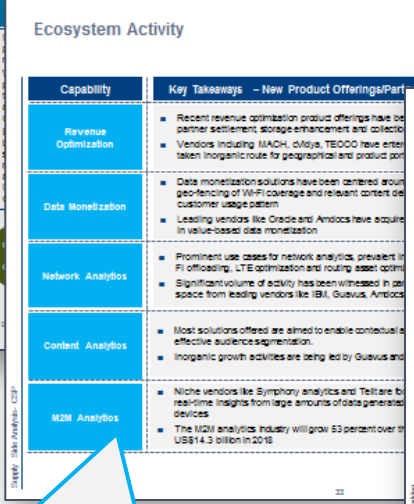 Ecosystem Activity
Capability
Key Takeaways – New Product Offerings/Part
Revenue
Optimization
Recent revenue optimization product offerings have be
partner settlement, storage enhancement and collectio
Vendors including MACH, cVidya, TEOCO have enter
taken inorganic route for geographical and product port
Data Monetization
Data monetization solutions have been centered aroun
geo-fencing of Wi-Fi coverage and relevant content del
customer usage pattern
Leading vendors like Oracle and Amdocs have acquire
in value-based data monetization
Network Analytics
Prominent use cases for network analytics, prevalent in
Fi offloading, LTE optimization and routing asset optimi
Significant volume of activity has been witnessed in par
space from leading vendors like IBM, Guavus, Amdocs
Content Analytics
Most solutions offered are aimed to enable contextual a
effective audience segmentation.
Inorganic growth activities are being led by Guavus and
M2M Analytics
Niche vendors like Symphony analytics and Telit are fo
real-time insights from large amounts of data generated
devices
The M2M analytics industry will grow 53 percent over th
US$14.3 billion in 2018
Supply Side Analysis- CSP
22